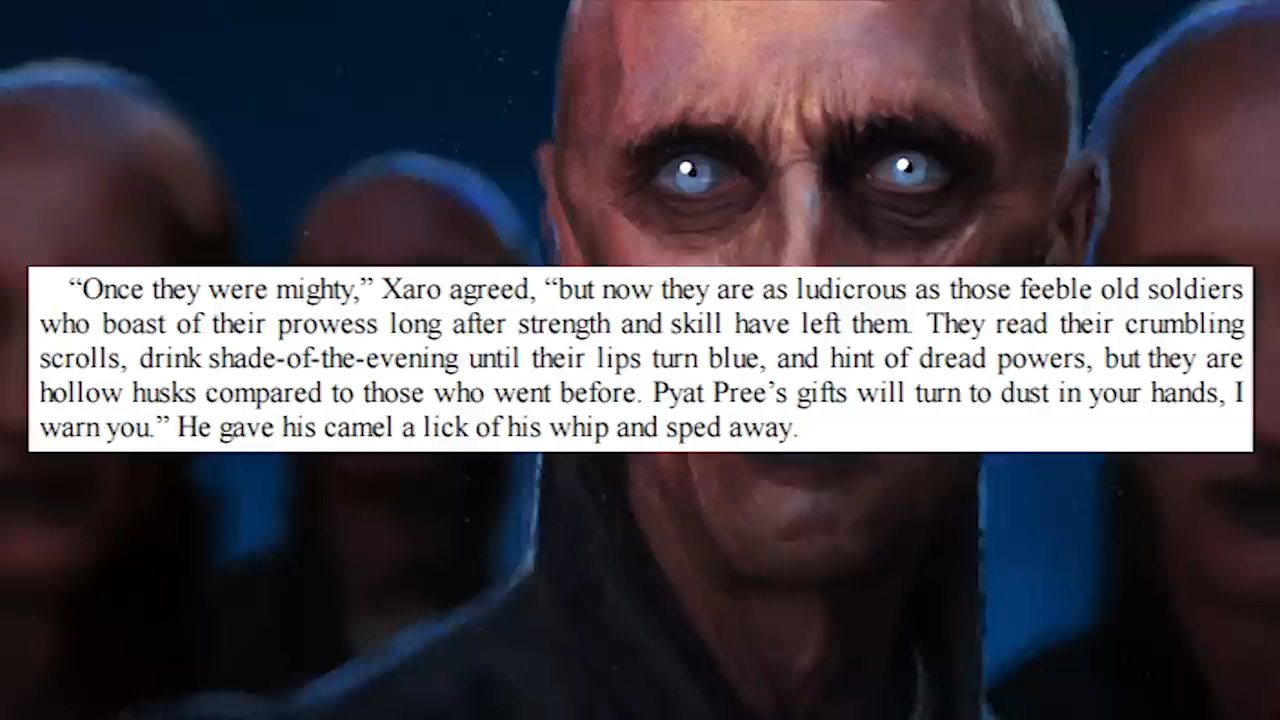 “Once they were mighty,” Xaro agreed, “but now they are as ludicrous as those feeble old soldiers
who boast of their prowess long after strength and skill have left them. They read their crumbling
scrolls, drink shade-of-the-evening until their lips turn blue, and hint of dread powers, but they are
hollow husks compared to those who went before. Pyat Pree’s gifts will turn to dust in your hands, I
warn you.” He gave his camel a lick of his whip and sped away.